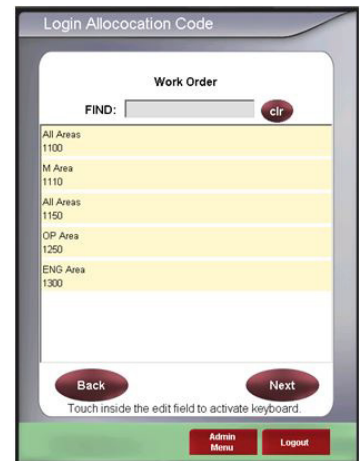 Login Allococation Code
Work Order
FIND:
clr
All Areas
1100
M Area
1110
All Areas
1150
OP Area
1250
ENG Area
1300
Back
Next
Touch inside the edit field to activate keyboard.
Admin
Menu
Logout